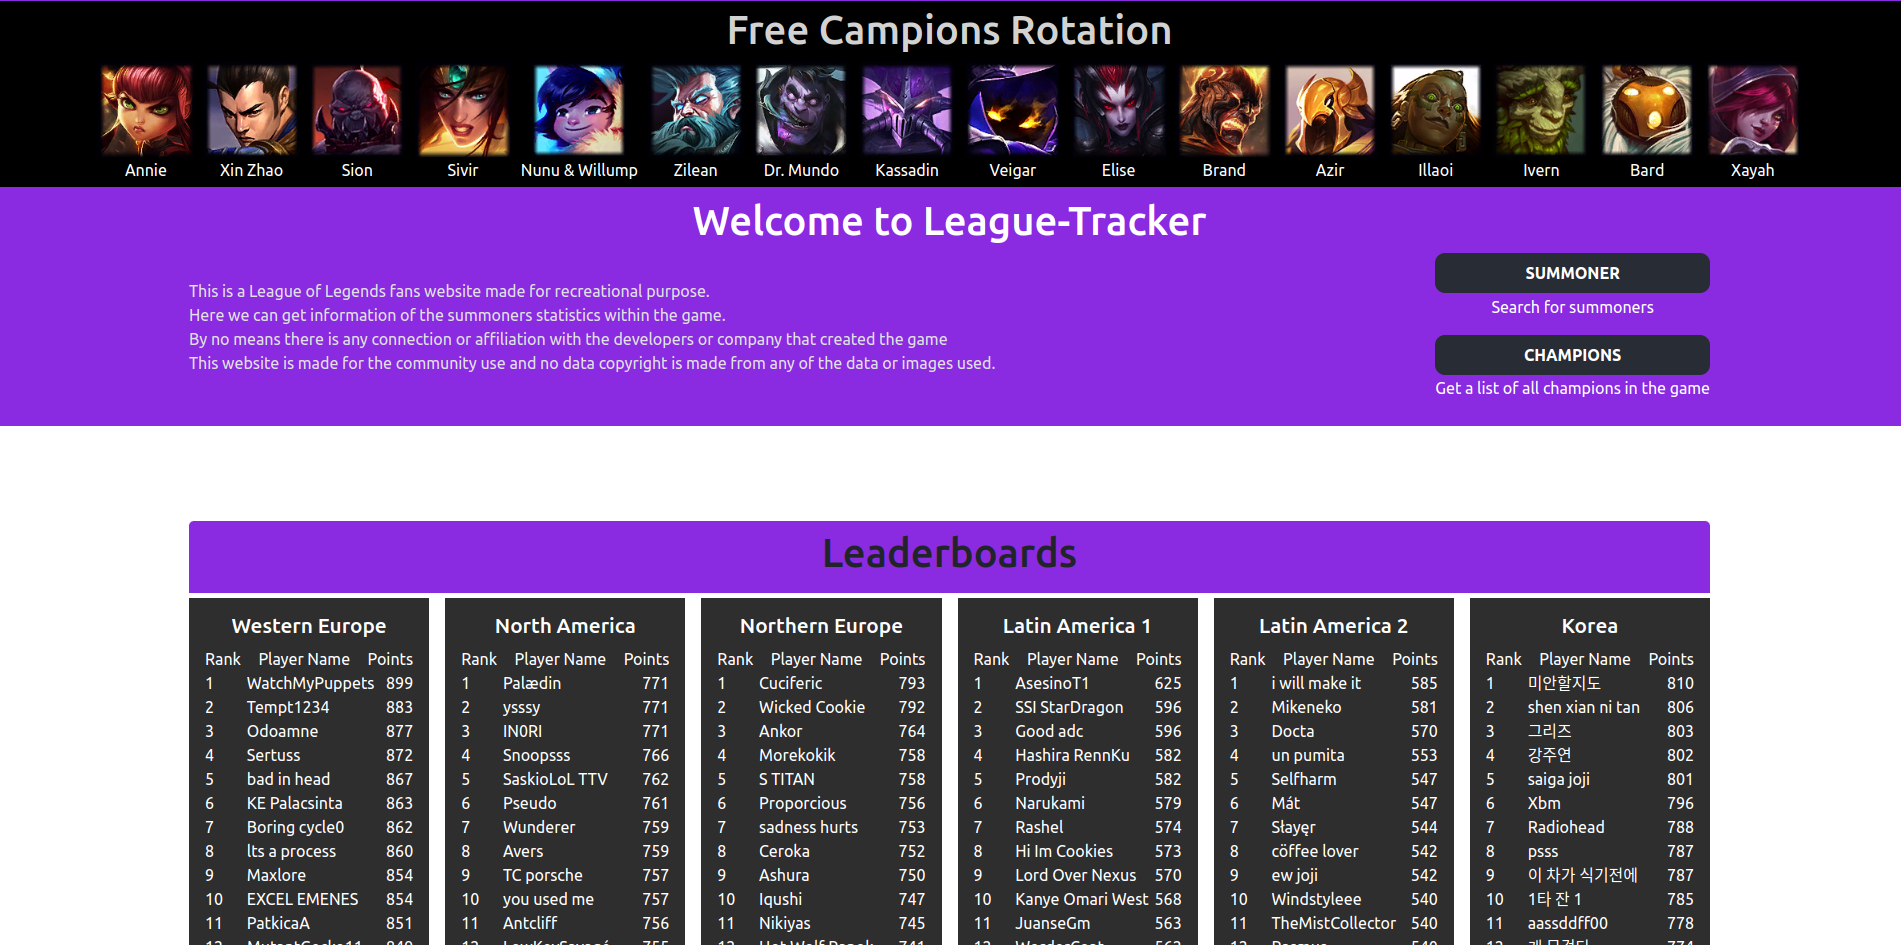 Free Campions Rotation
Annie Xin Zhao Sion Sivir Nunu & Willump Zilean Dr. Mundo Kassadin Veigar Elise Brand Azir Illaoi Ivern Bard Xayah
Welcome to League-Tracker
This is a League of Legends fans website made for recreational purpose.
Here we can get information of the summoners statistics within the game.
By no means there is any connection or affiliation with the developers or company that created the game
This website is made for the community use and no data copyright is made from any of the data or images used.
SUMMONER
Search for summoners
CHAMPIONS
Get a list of all champions in the game
Leaderboards
Western Europe
Rank Player Name Points
1 WatchMyPuppets 899
2 Tempt1234 883
3 Odoamne 877
4 Sertuss 872
5 bad in head 867
6 KE Palacsinta 863
7 Boring cycle0 862
8 lts a process 860
9 Maxlore 854
10 EXCEL EMENES 854
11 PatkicaA 851
North America
Rank Player Name Points
1 Palædin 771
2 ysssy 771
3 IN0RI 771
4 Snoopsss 766
5 SaskioLoL TTV 762
6 Pseudo 761
7 Wunderer 759
8 Avers 759
9 TC porsche 757
10 you used me 757
11 Antcliff 756
Northern Europe
Rank Player Name Points
1 Cuciferic 793
2 Wicked Cookie 792
3 Ankor 764
4 Morekokik 758
5 S TITAN 758
6 Proporcious 756
7 sadness hurts 753
8 Ceroka 752
9 Ashura 750
10 Iqushi 747
11 Nikiyas 745
Latin America 1
Rank Player Name Points
1 AsesinoT1 625
2 SSI StarDragon 596
3 Good adc 596
4 Hashira RennKu 582
5 Prodyji 582
6 Narukami 579
7 Rashel 574
8 Hi Im Cookies 573
9 Lord Over Nexus 570
10 Kanye Omari West 568
11 JuanseGm 563
Latin America 2
Rank Player Name Points
1 i will make it 585
2 Mikeneko 581
3 Docta 570
4 un pumita 553
5 Selfharm 547
6 Mát 547
7 Słayęr 544
8 cöffee lover 542
9 ew joji 542
10 Windstyleee 540
11 TheMistCollector 540
Korea
Rank Player Name Points
1 미안할지도 810
2 shen xian ni tan 806
3 그리즈 803
4 강주연 802
5 saiga joji 801
6 Xbm 796
7 Radiohead 788
8 psss 787
9 이 차가 식기전에 787
10 1타 잔 1 785
11 aassddff00 778